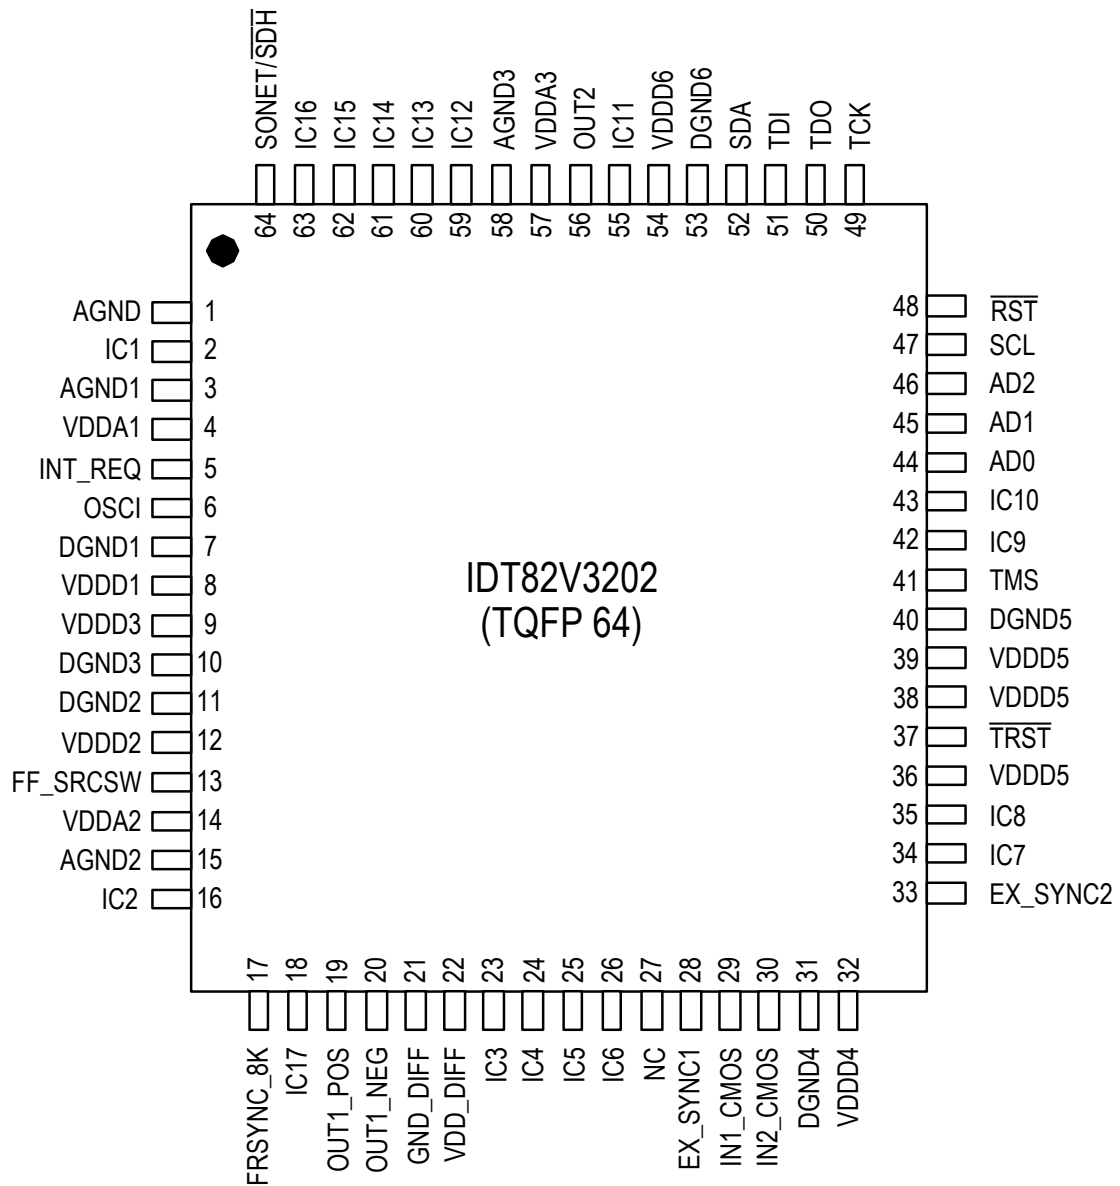 SONET/SDH
IC16
IC15
IC14
IC13
IC12
AGND3
VDDA3
OUT2
IC11
VDDD6
DGND6
SDA
TDI
TDO
TCK
64
63
62
61
60
59
58
57
56
55
54
53
52
51
50
49
AGND 1
IC1 2
AGND1 3
VDDA1 4
INT_REQ 5
OSCI 6
DGND1 7
VDDD1 8
VDDD3 9
DGND3 10
DGND2 11
VDDD2 12
FF_SRCSW 13
VDDA2 14
AGND2 15
IC2 16
IDT82V3202
(TQFP 64)
48 RST
47 SCL
46 AD2
45 AD1
44 AD0
43 IC10
42 IC9
41 TMS
40 DGND5
39 VDDD5
38 VDDD5
37 TRST
36 VDDD5
35 IC8
34 IC7
33 EX_SYNC2
17
18
19
20
21
22
23
24
25
26
27
28
29
30
31
32
FRSYNC_8K
IC17
OUT1_POS
OUT1_NEG
GND_DIFF
VDD_DIFF
IC3
IC4
IC5
IC6
NC
EX_SYNC1
IN1_CMOS
IN2_CMOS
DGND4
VDDD4